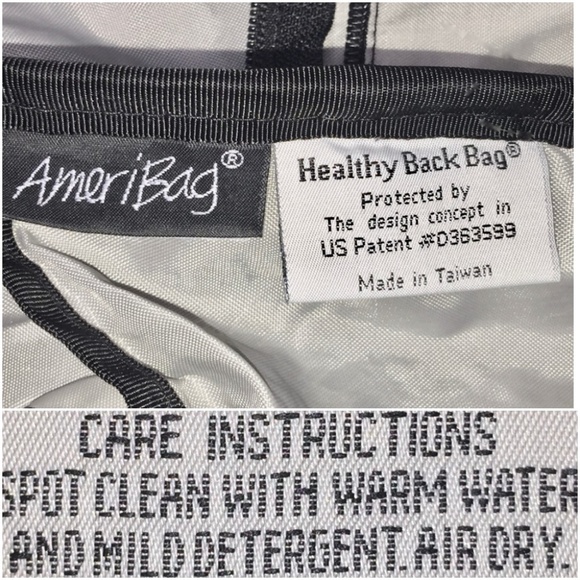 AmeriBag®
Healthy Back Bag®
Protected by
The design concept in
US Patent #D363599
Made in Taiwan
CARE INSTRUCTIONS
SPOT CLEAN WITH WARM WATER
AND MILD DETERGENT. AIR DRY.